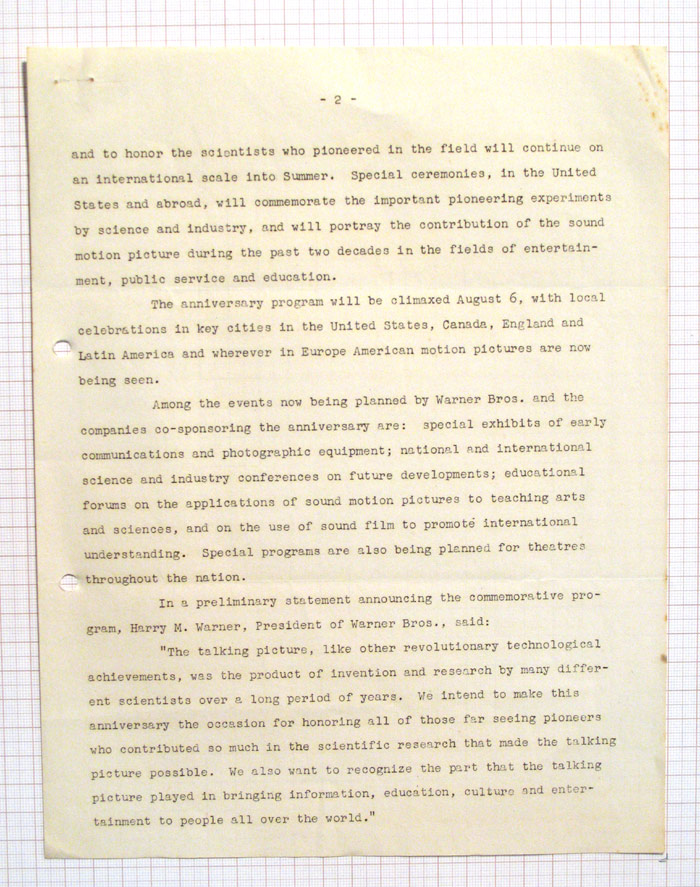 - 2 -
and to honor the scientists who pioneered in the field will continue on
an international scale into Summer.  Special ceremonies, in the United
States and abroad, will commemorate the important pioneering experiments
by science and industry, and will portray the contribution of the sound
motion picture during the past two decades in the fields of entertain-
ment, public service and education.
The anniversary program will be climaxed August 6, with local
celebrations in key cities in the United States, Canada, England and
Latin America and wherever in Europe American motion pictures are now
being seen.
Among the events now being planned by Warner Bros. and the
companies co-sponsoring the anniversary are:  special exhibits of early
communications and photographic equipment; national and international
science and industry conferences on future developments; educational
forums on the applications of sound motion pictures to teaching arts
and sciences, and on the use of sound film to promote international
understanding.  Special programs are also being planned for theatres
throughout the nation.
In a preliminary statement announcing the commemorative pro-
gram, Harry M. Warner, President of Warner Bros., said:
"The talking picture, like other revolutionary technological
achievements, was the product of invention and research by many differ-
ent scientists over a long period of years.  We intend to make this
anniversary the occasion for honoring all of those far seeing pioneers
who contributed so much in the scientific research that made the talking
picture possible.  We also want to recognize the part that the talking
picture played in bringing information, education, culture and enter-
tainment to people all over the world."